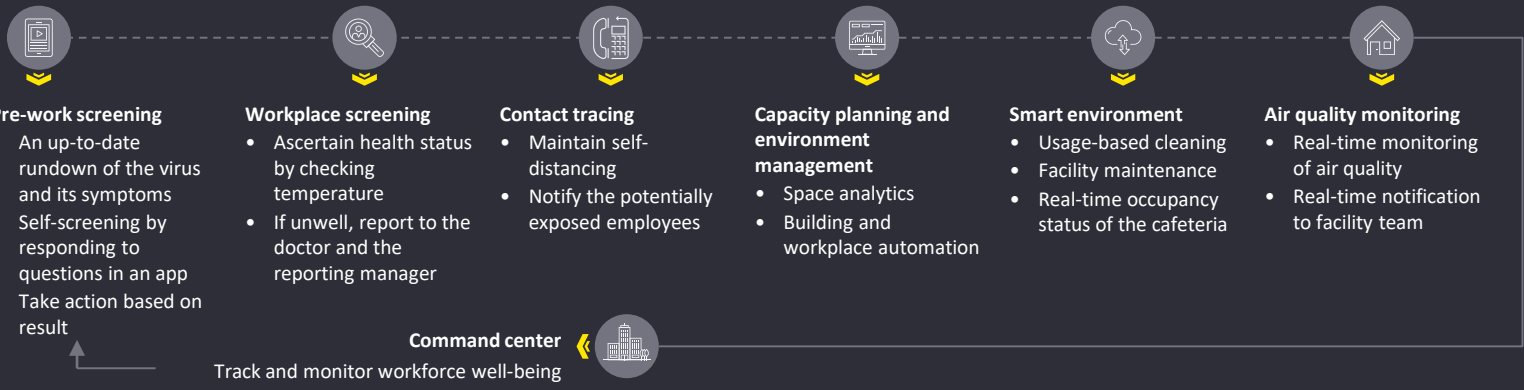 re-work screening
An up-to-date
rundown of the virus
and its symptoms
Self-screening by
responding to
questions in an app
Take action based on
result
Workplace screening
• Ascertain health status
by checking
temperature
• If unwell, report to the
doctor and the
reporting manager
Contact tracing
• Maintain self-
distancing
• Notify the potentially
exposed employees
Capacity planning and
environment
management
• Space analytics
• Building and
workplace automation
Smart environment
• Usage-based cleaning
• Facility maintenance
• Real-time occupancy
status of the cafeteria
Air quality monitoring
• Real-time monitoring
of air quality
• Real-time notification
to facility team
Command center
Track and monitor workforce well-being